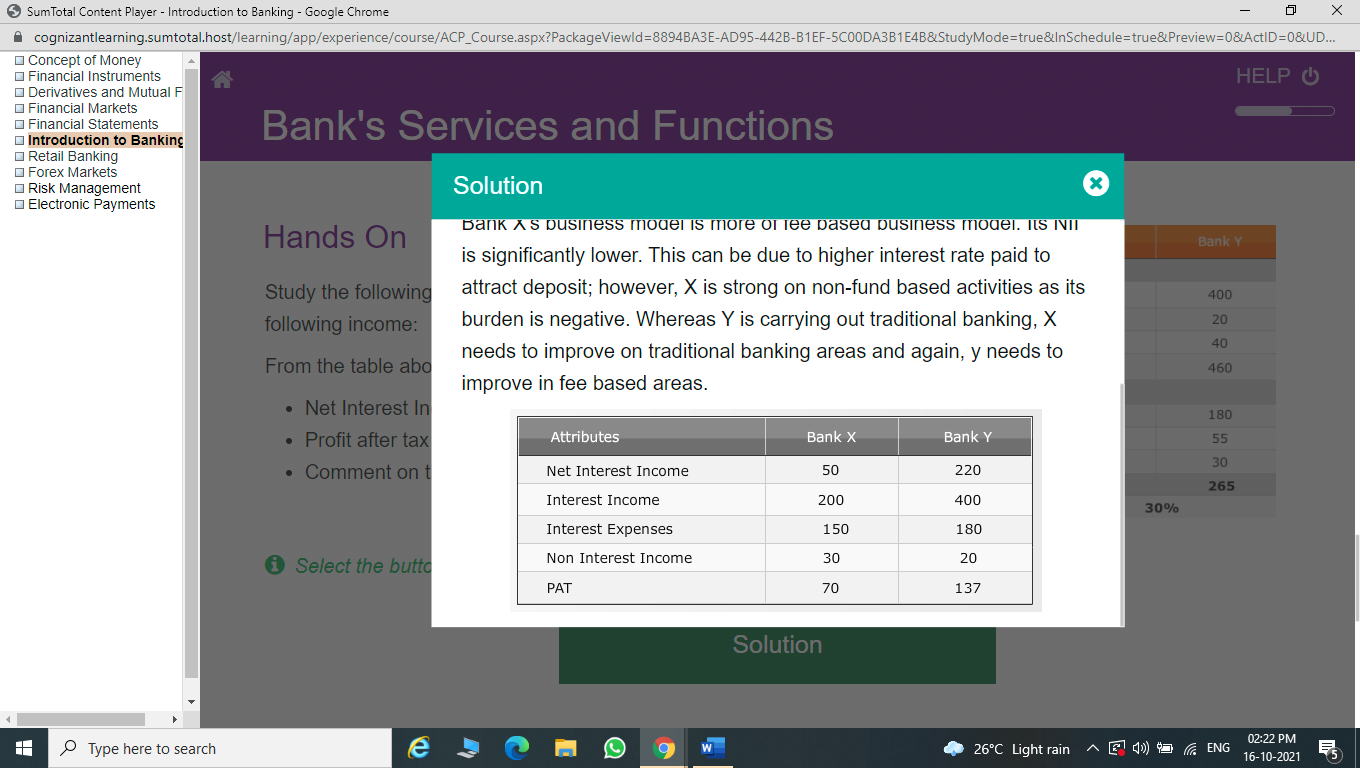 SumTotal Content Player - Introduction to Banking - Google Chrome
cognizantlearning.sumtotal.host/learning/app/experience/course/ACP_Course.aspx?PackageViewId=8894BA3E-AD95-442B-B1EF-5C00DA3B1E4B&StudyMode=true&InSchedule=true&Preview=0&ActID=0&UD...
Concept of Money
Financial Instruments
Derivatives and Mutual F
Financial Markets
Financial Statements
Introduction to Banking
Retail Banking
Forex Markets
Risk Management
Electronic Payments
HELP
Bank's Services and Functions
Hands On
Study the following
following income:
From the table abo
• Net Interest In
• Profit after tax
• Comment on t
Select the butto
Bank Y
400
20
40
460
180
55
30
265
30%
Solution
Bank X's business model is more of fee based business model. Its NII
is significantly lower. This can be due to higher interest rate paid to
attract deposit; however, X is strong on non-fund based activities as its
burden is negative. Whereas Y is carrying out traditional banking, X
needs to improve on traditional banking areas and again, y needs to
improve in fee based areas.
Attributes Bank X Bank Y
Net Interest Income 50 220
Interest Income 200 400
Interest Expenses 150 180
Non Interest Income 30 20
PAT 70 137
Solution
Type here to search
26°C Light rain
ENG
02:22 PM
16-10-2021
5